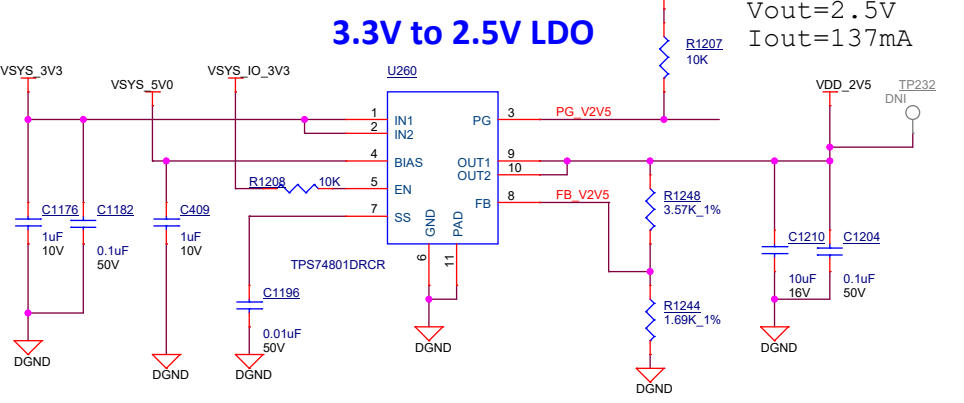 3.3V to 2.5V LDO
Vout=2.5V
Iout=137mA
R1207
10K
VSYS_3V3
VSYS_5V0
VSYS_IO_3V3
U260
VDD_2V5
TP232
DNI
1
IN1
2
IN2
PG
3
PG_V2V5
4
BIAS
OUT1
9
OUT2
10
R1208
10K
5
EN
FB
8
FB_V2V5
7
SS
GND
PAD
6
11
R1248
3.57K_1%
C1176
1uF
10V
C1182
0.1uF
50V
C409
1uF
10V
TPS74801DRCR
C1196
0.01uF
50V
C1210
10uF
16V
C1204
0.1uF
50V
R1244
1.69K_1%
DGND
DGND
DGND
DGND
DGND
DGND